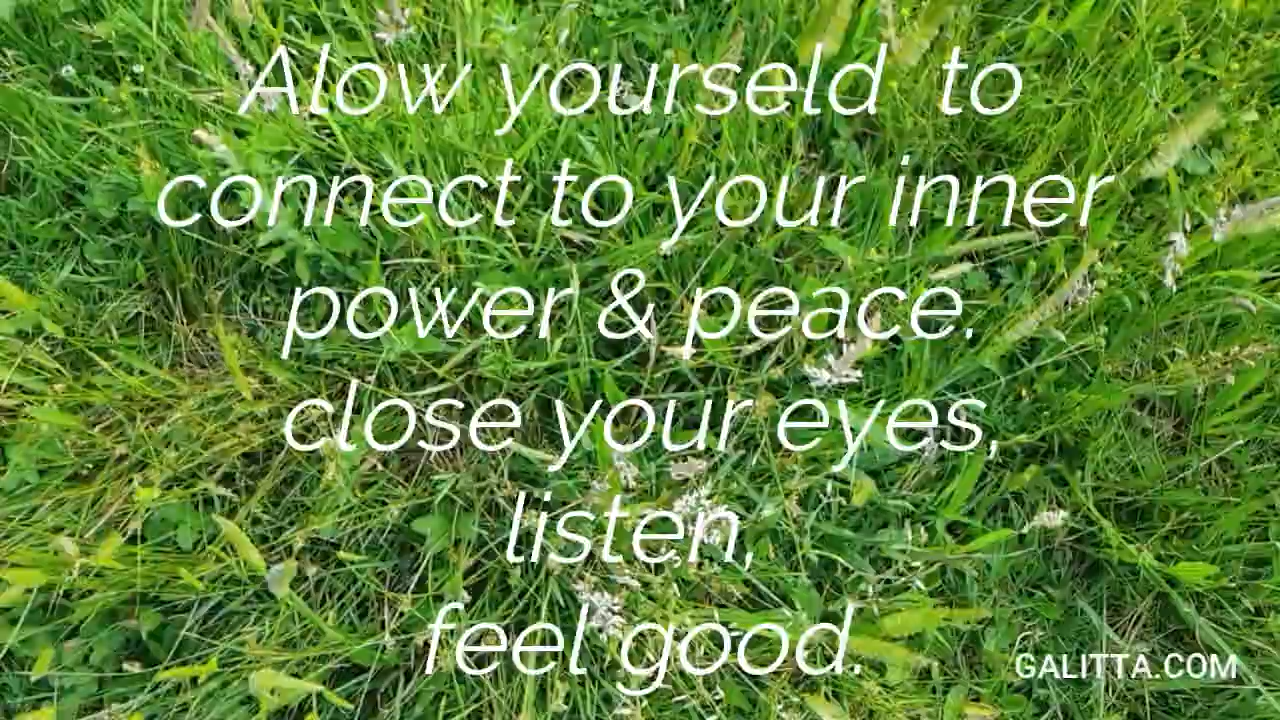 Alow yourseld to
connect to your inner
power & peace.
close your eyes,
listen,
feel good.
GALITTA.COM